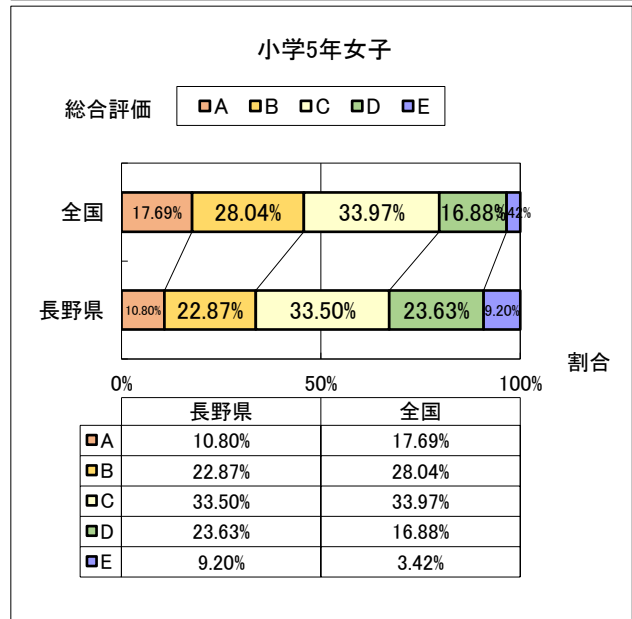 小学5年女子
総合評価 A B C D E
全国 17.69% 28.04% 33.97% 16.88% 3.42%
長野県 10.80% 22.87% 33.50% 23.63% 9.20%
0% 50% 100% 割合
長野県 全国
A 10.80% 17.69%
B 22.87% 28.04%
C 33.50% 33.97%
D 23.63% 16.88%
E 9.20% 3.42%